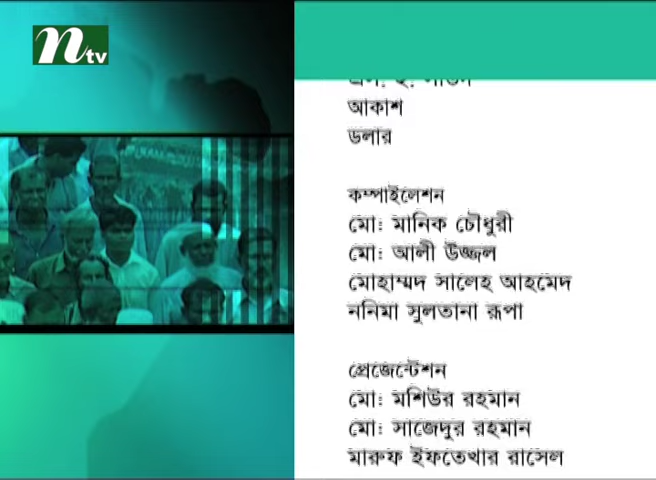 ntv
আকাশ
ডলার
কম্পাইলেশন
মো: মানিক চৌধুরী
মো: আলী উজ্জল
মোহাম্মদ সালেহ আহমেদ
ননিমা সুলতানা রূপা
প্রেজেন্টেশন
মো: মশিউর রহমান
মো: সাজেদুর রহমান
মারুফ ইফতেখার রাসেল